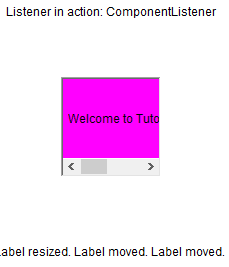 Listener in action: ComponentListener
Welcome to Tuto
abel resized. Label moved. Label moved.